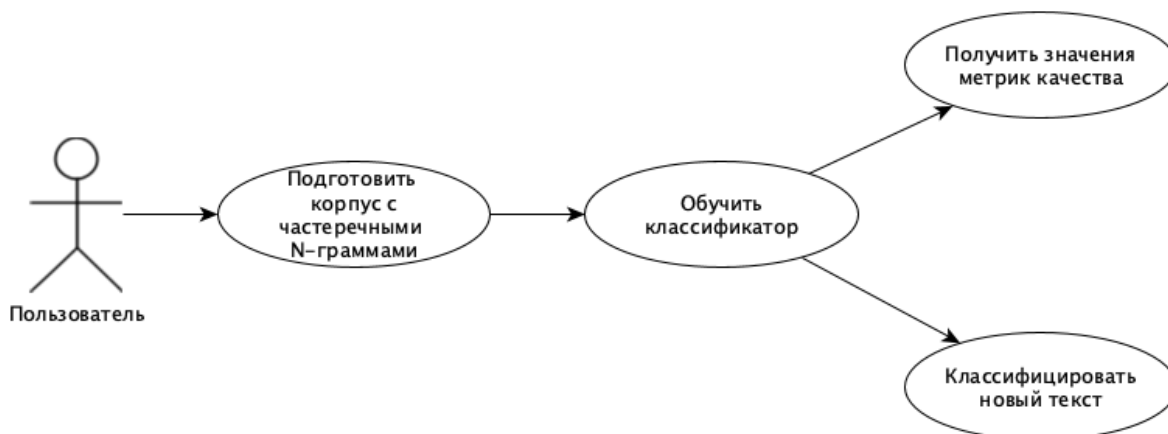 Получить значения
метрик качества
Подготовить
корпус с
частеречными
N-граммами
Обучить
классификатор
Пользователь
Классифицировать
новый текст